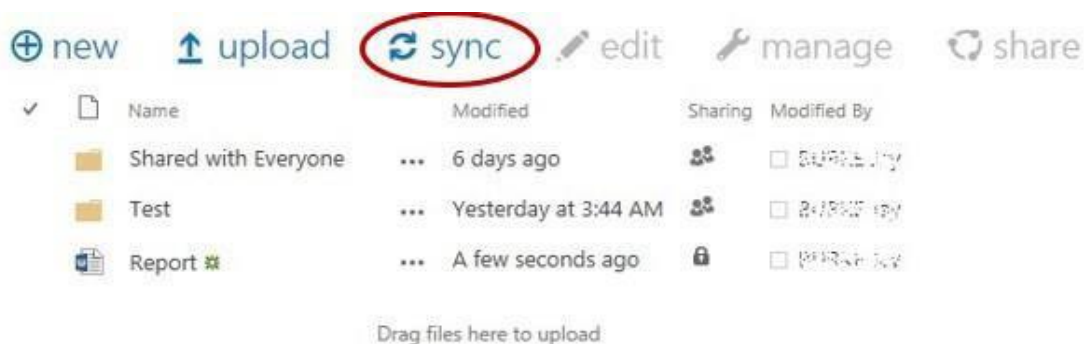 new upload sync edit manage share
Name Modified Sharing Modified By
Shared with Everyone ... 6 days ago
Test ... Yesterday at 3:44 AM
Report ... A few seconds ago
Drag files here to upload